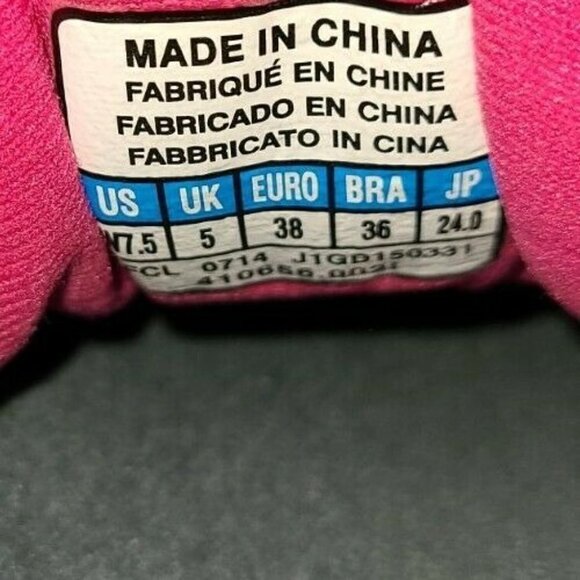 MADE IN CHINA
FABRIQUÉ EN CHINE
FABRICADO EN CHINA
FABBRICATO IN CINA
US UK EURO BRA JP
W7.5 5 38 36 24.0
FCL 0714 J1GD150331